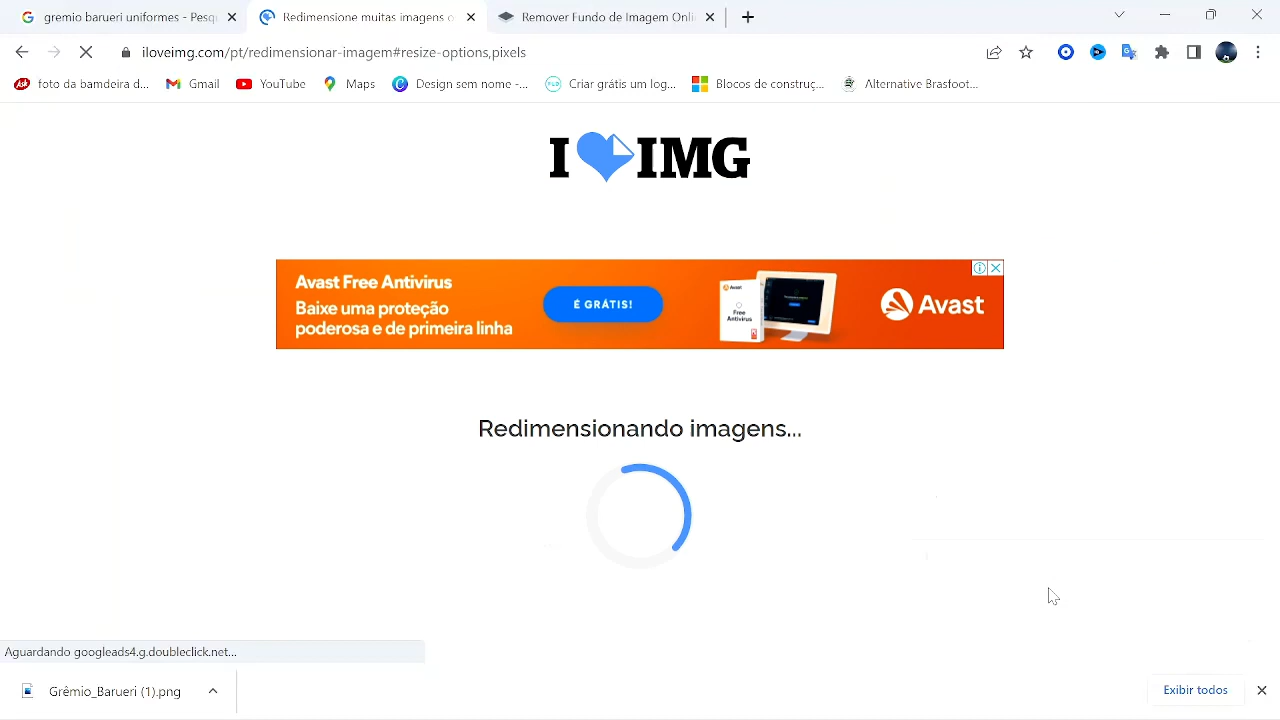 gremio barueri uniformes - Pesq
Redimensione muitas imagens o
Remover Fundo de Imagem Onli
iloveimg.com/pt/redimensionar-imagem#resize-options,pixels
foto da bamdeira d...
Gmail
YouTube
Maps
Design sem nome -...
Criar grátis um log...
Blocos de construç...
Alternative Brasfoot...
I IMG
Avast Free Antivirus
Baixe uma proteção
poderosa e de primeira linha
É GRÁTIS!
Avast
Free
Antivirus
Avast
Redimensionando imagens...
Aguardando googleads4.g.doubleclick.net...
Grêmio_Barueri (1).png
Exibir todos